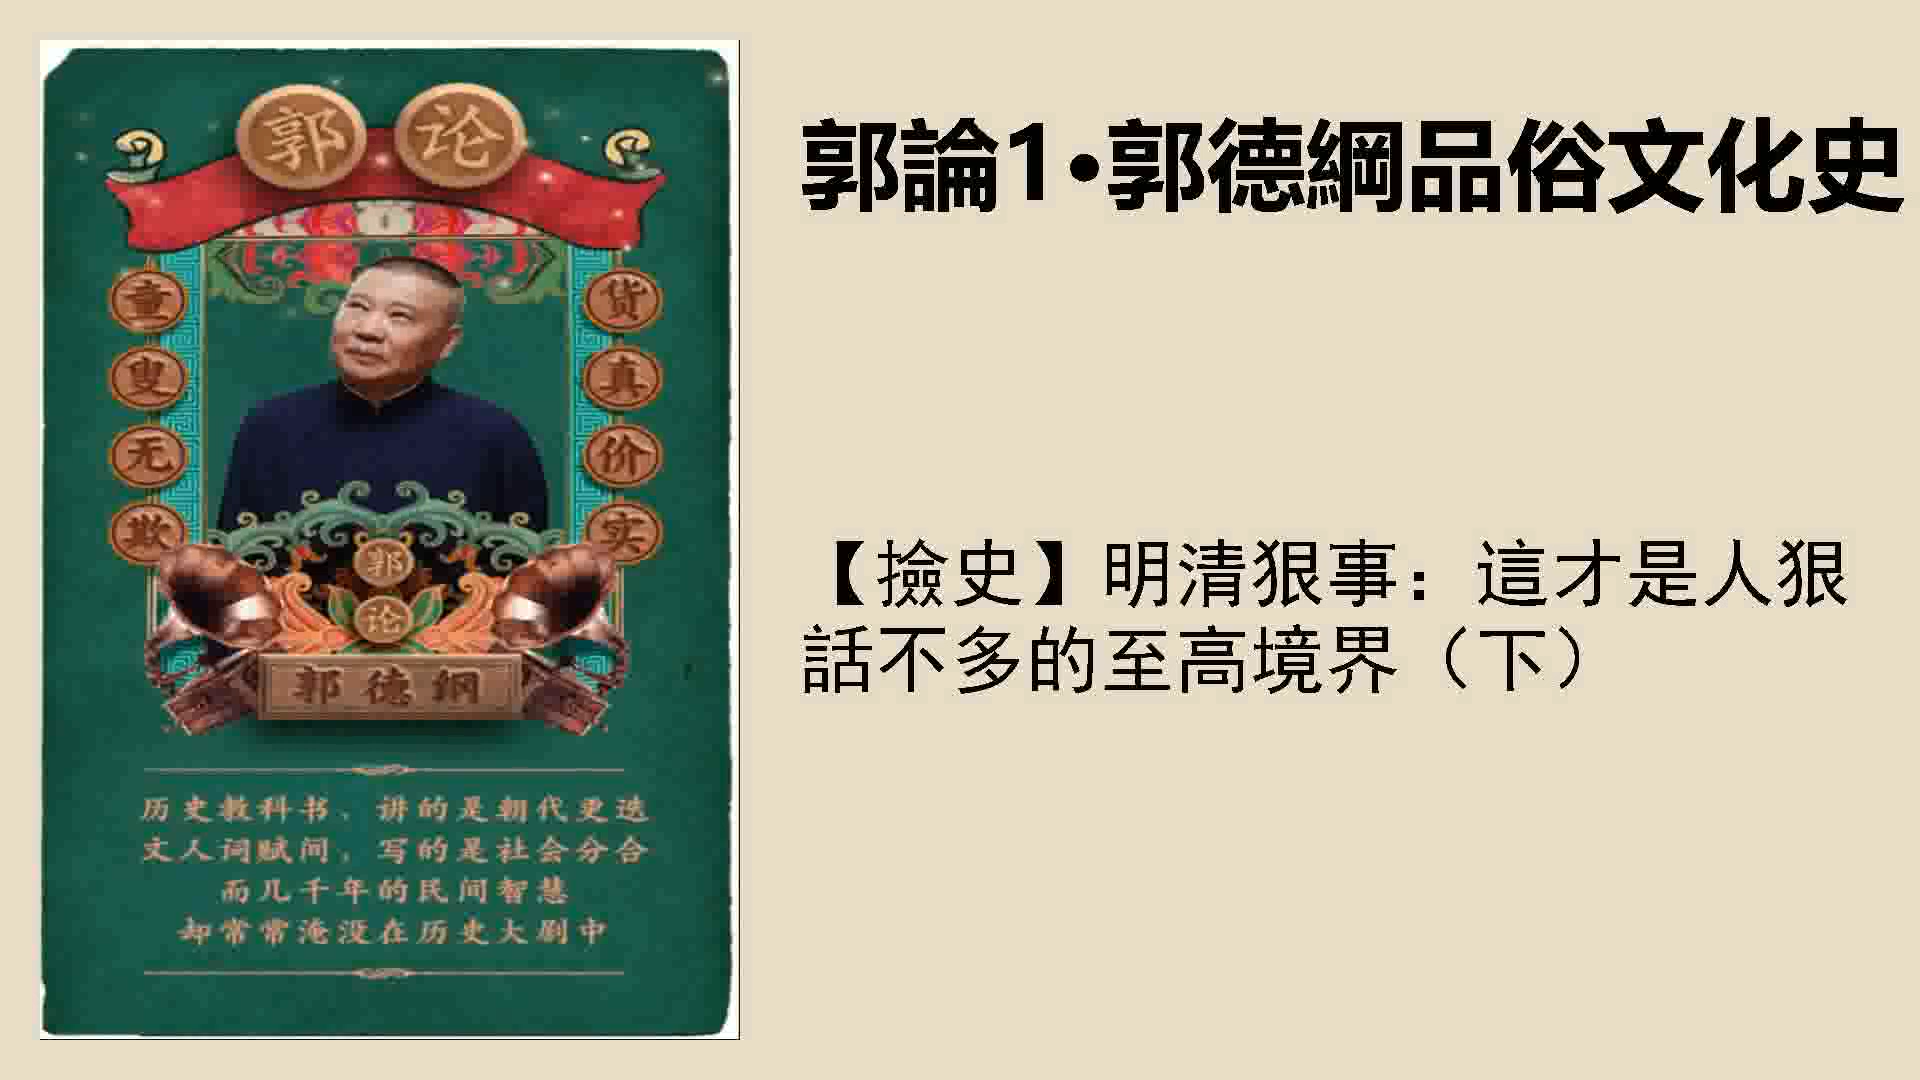 郭论
童叟无欺
货真价实
郭论
郭德纲
历史教科书，讲的是朝代更迭
文人词赋间，写的是社会分合
而几千年的民间智慧
却常常淹没在历史大剧中
郭論1·郭德綱品俗文化史
【撿史】明清狠事：這才是人狠
話不多的至高境界（下）